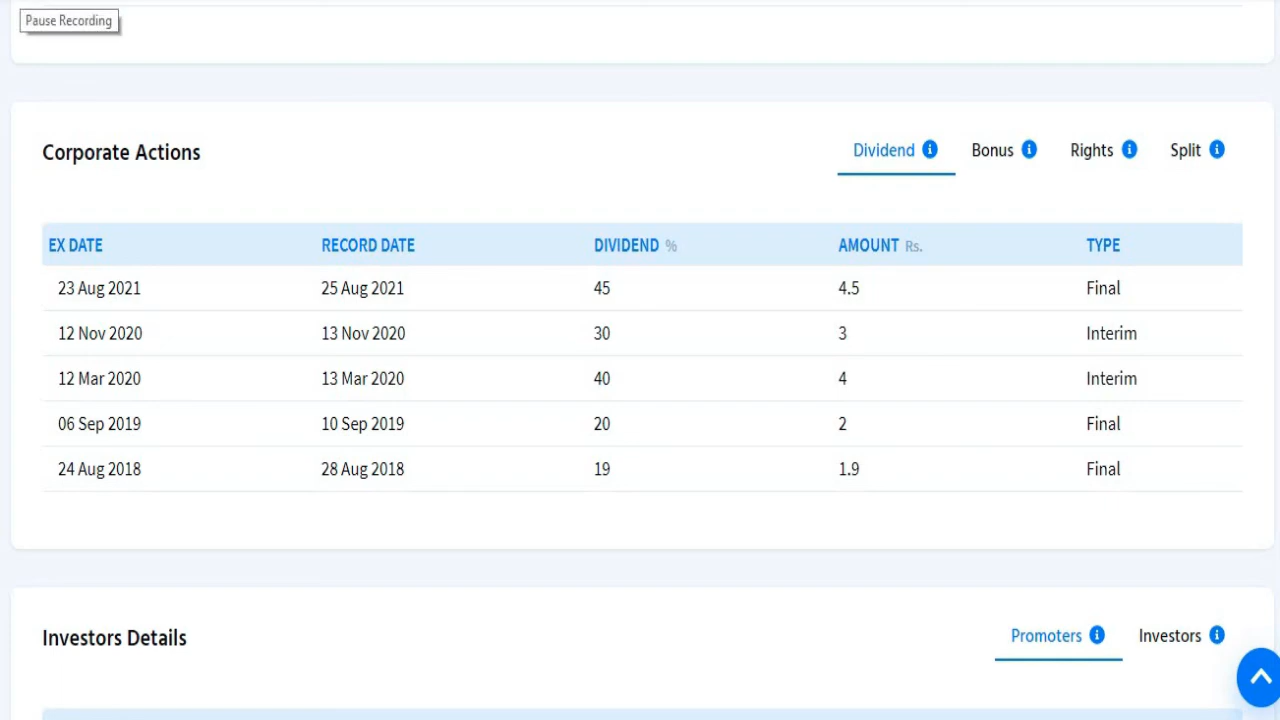 Pause Recording
Corporate Actions
Dividend Bonus Rights Split
EX DATE RECORD DATE DIVIDEND % AMOUNT Rs. TYPE
23 Aug 2021 25 Aug 2021 45 4.5 Final
12 Nov 2020 13 Nov 2020 30 3 Interim
12 Mar 2020 13 Mar 2020 40 4 Interim
06 Sep 2019 10 Sep 2019 20 2 Final
24 Aug 2018 28 Aug 2018 19 1.9 Final
Investors Details
Promoters Investors